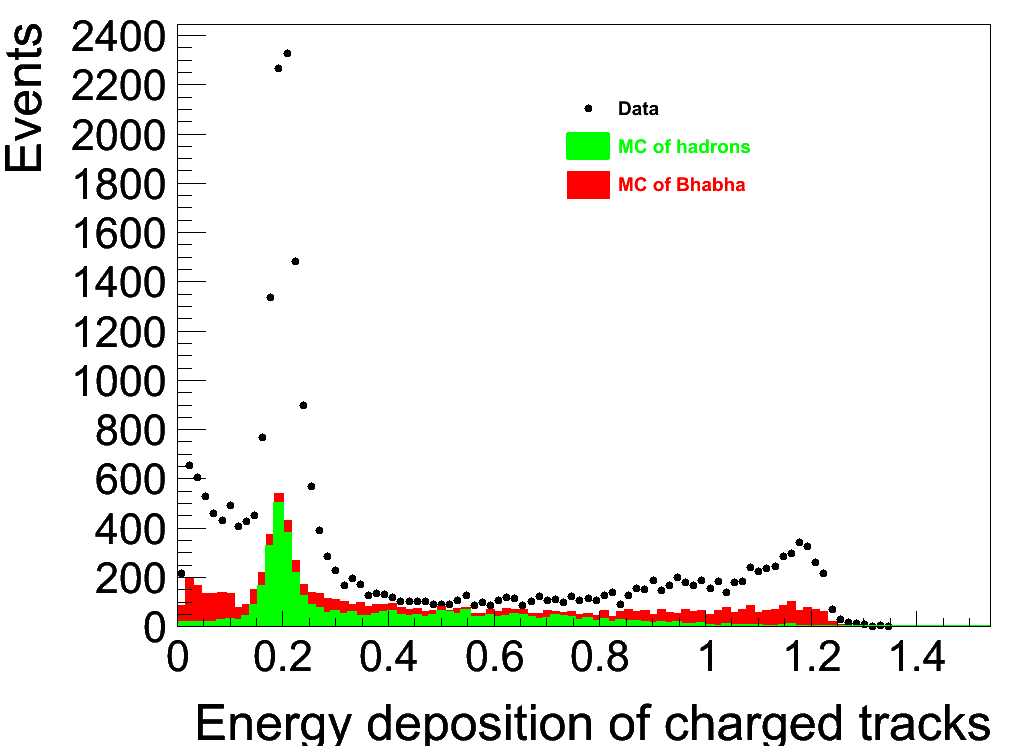 Events
2400
2200
2000
1800
1600
1400
1200
1000
800
600
400
200
0
Data
MC of hadrons
MC of Bhabha
0 0.2 0.4 0.6 0.8 1 1.2 1.4
Energy deposition of charged tracks